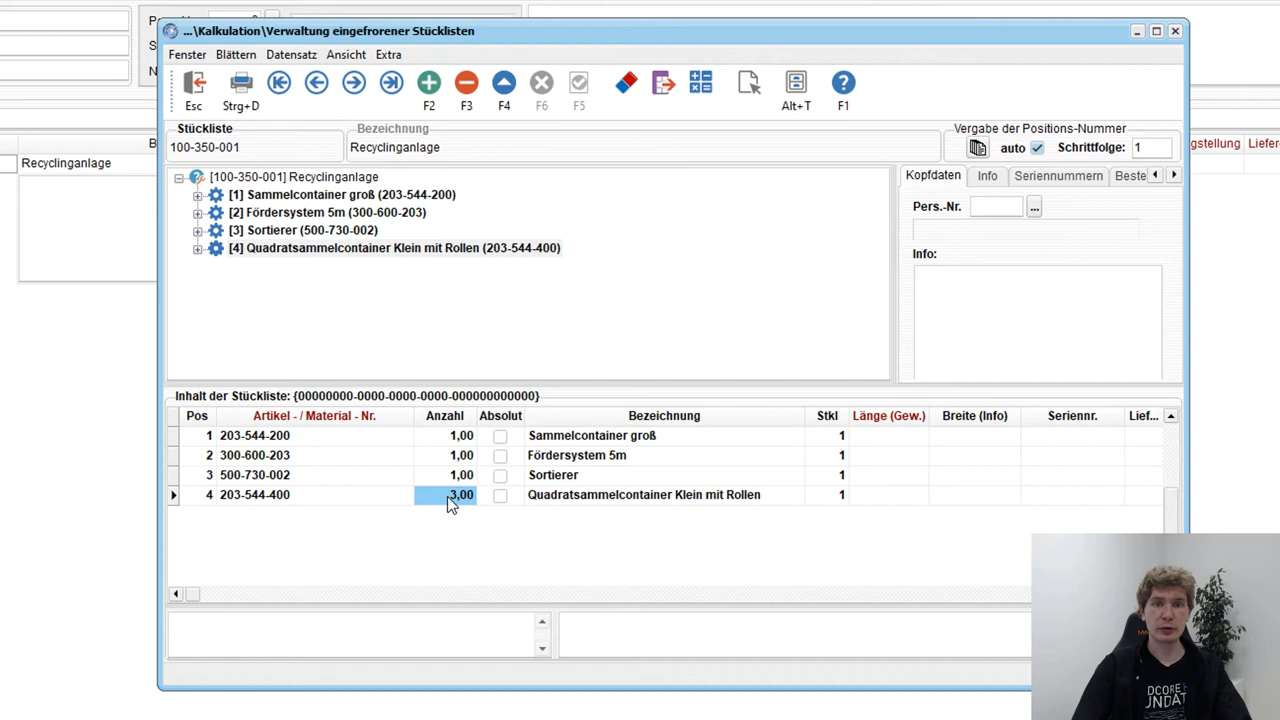 ...\Kalkulation\Verwaltung eingefrorener Stücklisten
Fenster Blättern Datensatz Ansicht Extra
Esc Strg+D F2 F3 F4 F6 F5 Alt+T F1
Stückliste Bezeichnung Vergabe der Positions-Nummer
100-350-001 Recyclinganlage auto Schrittfolge: 1
[100-350-001] Recyclinganlage
[1] Sammelcontainer groß (203-544-200)
[2] Fördersystem 5m (300-600-203)
[3] Sortierer (500-730-002)
[4] Quadratsammelcontainer Klein mit Rollen (203-544-400)
Kopfdaten Info Seriennummern Beste
Pers.-Nr. ...
Info:
Inhalt der Stückliste: {00000000-0000-0000-0000-000000000000}
Pos Artikel - / Material - Nr. Anzahl Absolut Bezeichnung Stkl Länge (Gew.) Breite (Info) Seriennr. Lief...
1 203-544-200 1,00 Sammelcontainer groß 1
2 300-600-203 1,00 Fördersystem 5m 1
3 500-730-002 1,00 Sortierer 1
4 203-544-400 3,00 Quadratsammelcontainer Klein mit Rollen 1
Recyclinganlage
gstellung Liefer-
DCORE
UNDAT